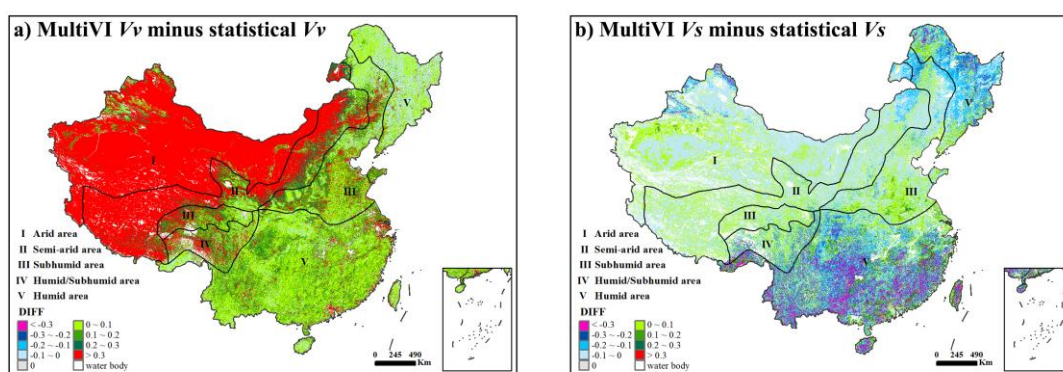 a) MultiVI Vv minus statistical Vv
I
II
III
III
IV
V
V
I Arid area
II Semi-arid area
III Subhumid area
IV Humid/Subhumid area
V Humid area
DIFF
< -0.3
-0.3 ~ -0.2
-0.2 ~ -0.1
-0.1 ~ 0
0
0 ~ 0.1
0.1 ~ 0.2
0.2 ~ 0.3
> 0.3
water body
0 245 490
Km
b) MultiVI Vs minus statistical Vs
I
II
III
III
IV
V
V
I Arid area
II Semi-arid area
III Subhumid area
IV Humid/Subhumid area
V Humid area
DIFF
< -0.3
-0.3 ~ -0.2
-0.2 ~ -0.1
-0.1 ~ 0
0
0 ~ 0.1
0.1 ~ 0.2
0.2 ~ 0.3
> 0.3
water body
0 245 490
Km